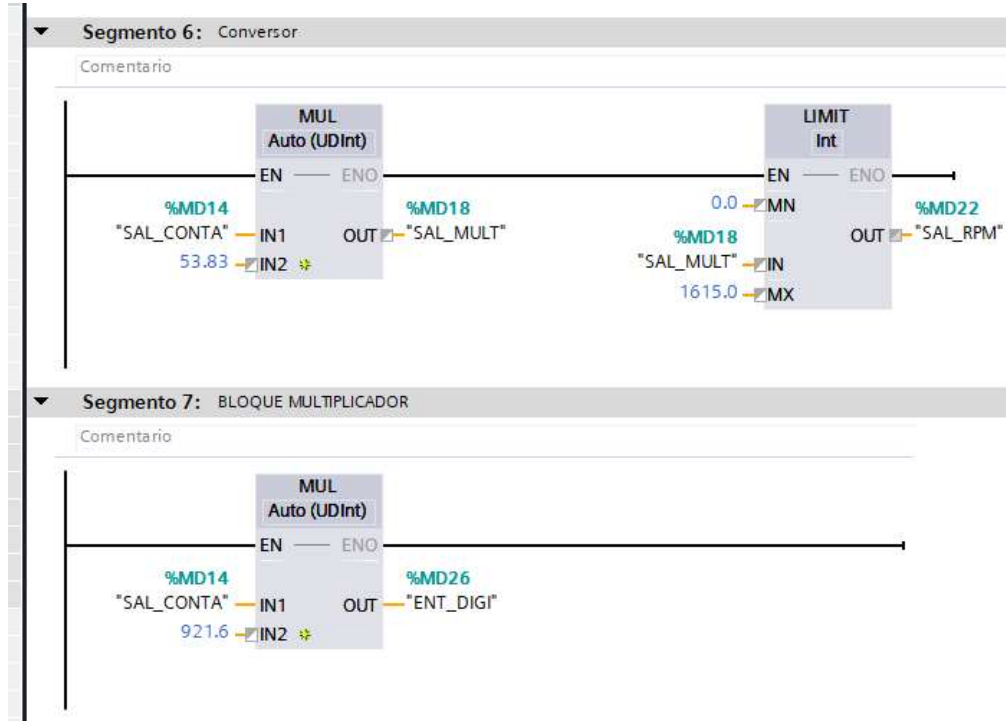 Segmento 6: Conversor
Comentario
MUL
Auto (UDInt)
EN ENO
%MD14
"SAL_CONTA" IN1
53.83 IN2
%MD18
OUT "SAL_MULT"
LIMIT
Int
EN ENO
0.0 MN
%MD18
"SAL_MULT" IN
1615.0 MX
%MD22
OUT "SAL_RPM"
Segmento 7: BLOQUE MULTIPLICADOR
Comentario
MUL
Auto (UDInt)
EN ENO
%MD14
"SAL_CONTA" IN1
921.6 IN2
%MD26
OUT "ENT_DIGI"